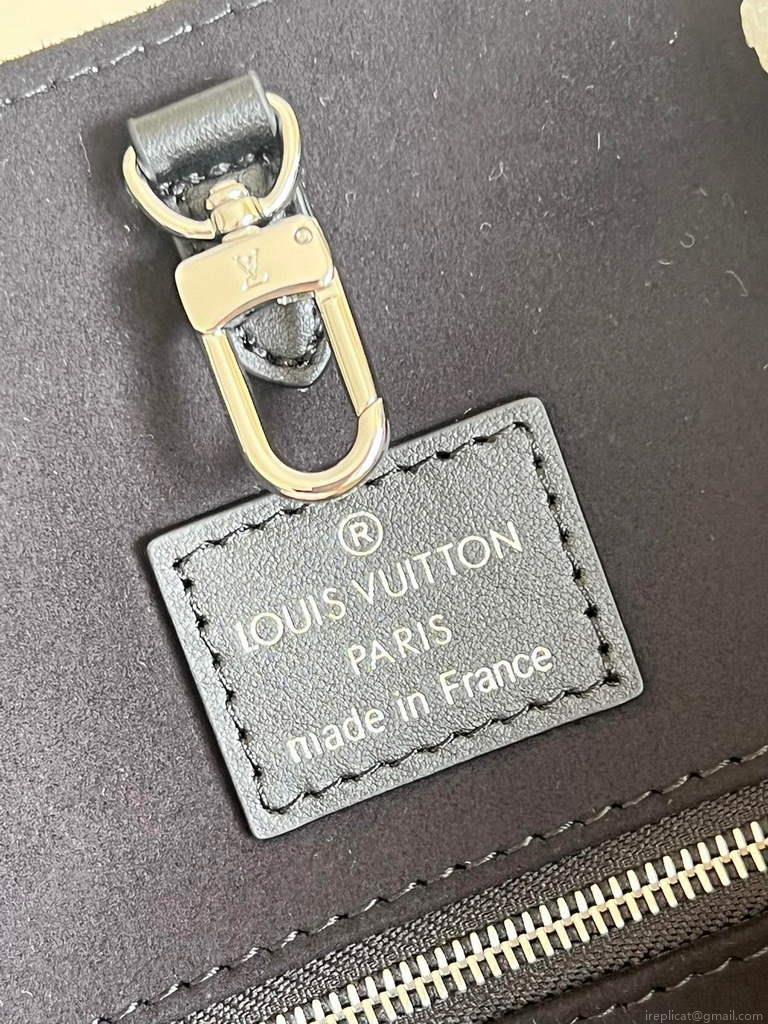 LV
®
LOUIS VUITTON
PARIS
made in France
ireplicat@gmail.com